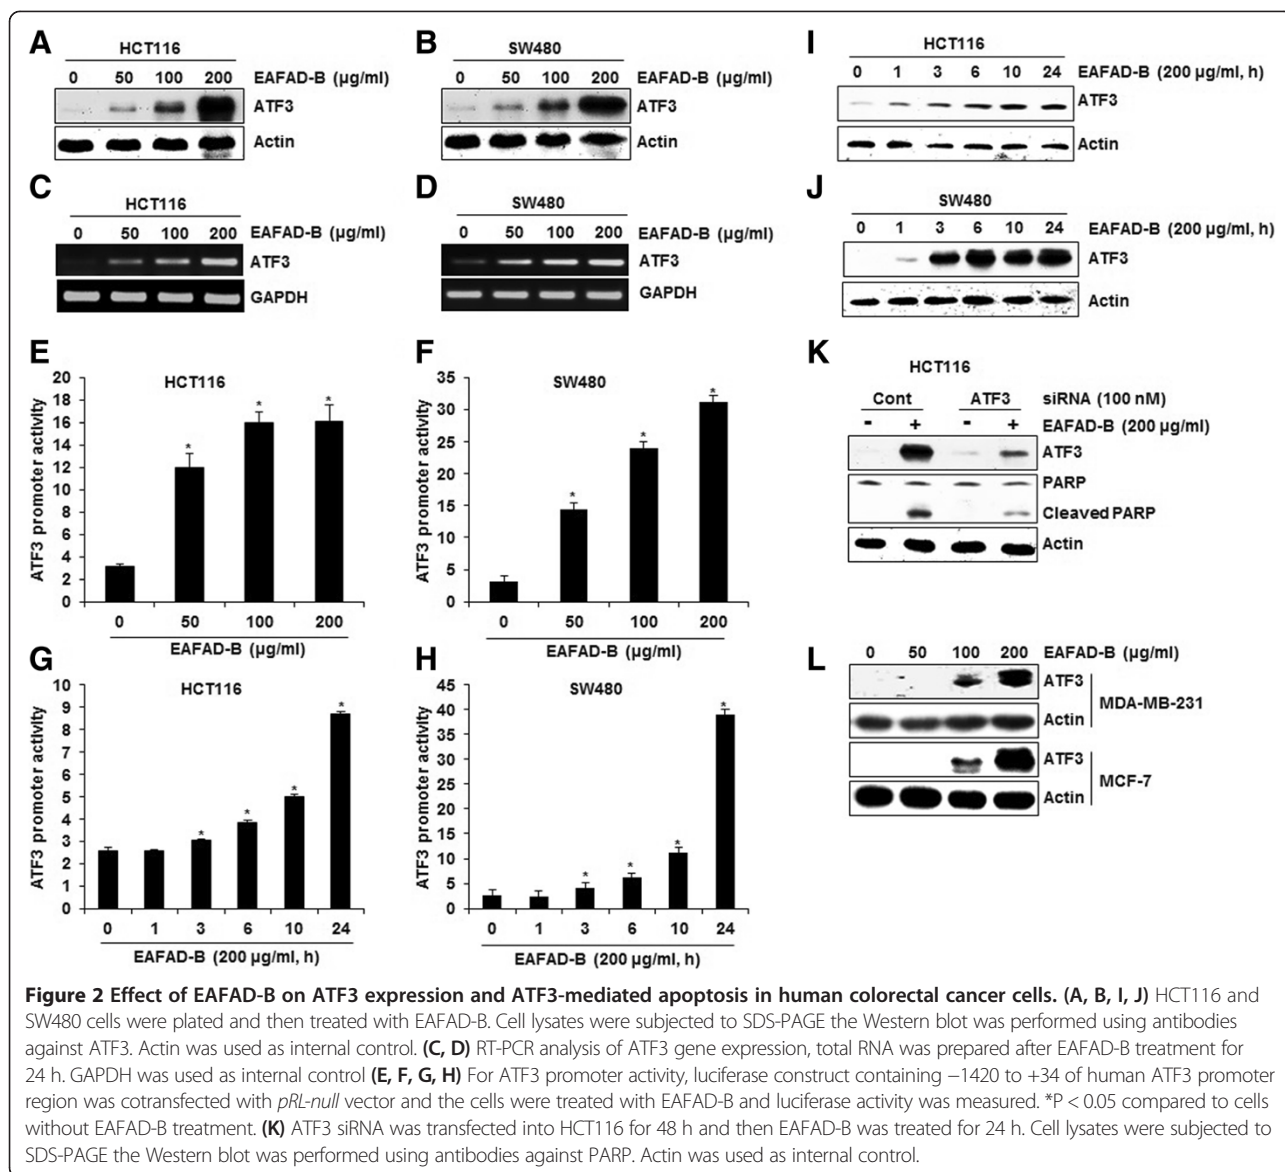 A
HCT116
0 50 100 200 EAFAD-B (µg/ml)
ATF3
Actin
B
SW480
0 50 100 200 EAFAD-B (µg/ml)
ATF3
Actin
C
HCT116
0 50 100 200 EAFAD-B (µg/ml)
ATF3
GAPDH
D
SW480
0 50 100 200 EAFAD-B (µg/ml)
ATF3
GAPDH
E
HCT116
ATF3 promoter activity
20
18
16
14
12
10
8
6
4
2
0
* * *
0 50 100 200
EAFAD-B (µg/ml)
F
SW480
ATF3 promoter activity
35
30
25
20
15
10
5
0
* * *
0 50 100 200
EAFAD-B (µg/ml)
G
HCT116
ATF3 promoter activity
10
9
8
7
6
5
4
3
2
1
0
* * * *
0 1 3 6 10 24
EAFAD-B (200 µg/ml, h)
H
SW480
ATF3 promoter activity
45
40
35
30
25
20
15
10
5
0
* * * *
0 1 3 6 10 24
EAFAD-B (200 µg/ml, h)
I
HCT116
0 1 3 6 10 24 EAFAD-B (200 µg/ml, h)
ATF3
Actin
J
SW480
0 1 3 6 10 24 EAFAD-B (200 µg/ml, h)
ATF3
Actin
K
HCT116
Cont ATF3 siRNA (100 nM)
- + - + EAFAD-B (200 µg/ml)
ATF3
PARP
Cleaved PARP
Actin
L
0 50 100 200 EAFAD-B (µg/ml)
ATF3
MDA-MB-231
Actin
ATF3
MCF-7
Actin
Figure 2 Effect of EAFAD-B on ATF3 expression and ATF3-mediated apoptosis in human colorectal cancer cells. (A, B, I, J) HCT116 and
SW480 cells were plated and then treated with EAFAD-B. Cell lysates were subjected to SDS-PAGE the Western blot was performed using antibodies
against ATF3. Actin was used as internal control. (C, D) RT-PCR analysis of ATF3 gene expression, total RNA was prepared after EAFAD-B treatment for
24 h. GAPDH was used as internal control (E, F, G, H) For ATF3 promoter activity, luciferase construct containing −1420 to +34 of human ATF3 promoter
region was cotransfected with pRL-null vector and the cells were treated with EAFAD-B and luciferase activity was measured. *P < 0.05 compared to cells
without EAFAD-B treatment. (K) ATF3 siRNA was transfected into HCT116 for 48 h and then EAFAD-B was treated for 24 h. Cell lysates were subjected to
SDS-PAGE the Western blot was performed using antibodies against PARP. Actin was used as internal control.